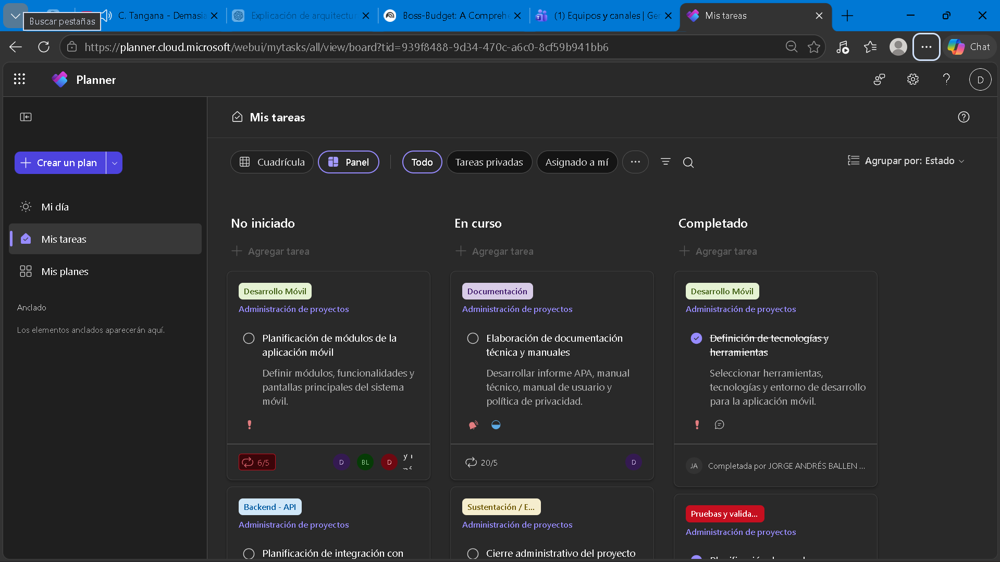 Buscar pestañas
C. Tangana - Demasia
Explicación de arquitectur
Boss-Budget: A Comprehe
(1) Equipos y canales | Ger
Mis tareas
https://planner.cloud.microsoft/webui/mytasks/all/view/board?tid=939f8488-9d34-470c-a6c0-8cf59b941bb6
Chat
Planner
D
Mis tareas
Crear un plan
Cuadrícula
Panel
Todo
Tareas privadas
Asignado a mí
Agrupar por: Estado
Mi día
Mis tareas
Mis planes
Anclado
Los elementos anclados aparecerán aquí.
No iniciado
Agregar tarea
Desarrollo Móvil
Administración de proyectos
Planificación de módulos de la
aplicación móvil
Definir módulos, funcionalidades y
pantallas principales del sistema
móvil.
6/5
D
BL
D
Backend - API
Administración de proyectos
Planificación de integración con
En curso
Agregar tarea
Documentación
Administración de proyectos
Elaboración de documentación
técnica y manuales
Desarrollar informe APA, manual
técnico, manual de usuario y
política de privacidad.
20/5
D
Sustentación / E...
Administración de proyectos
Cierre administrativo del proyecto
Completado
Agregar tarea
Desarrollo Móvil
Administración de proyectos
Definición de tecnologías y
herramientas
Seleccionar herramientas,
tecnologías y entorno de desarrollo
para la aplicación móvil.
JA
Completada por JORGE ANDRÉS BALLEN ...
Pruebas y valida...
Administración de proyectos